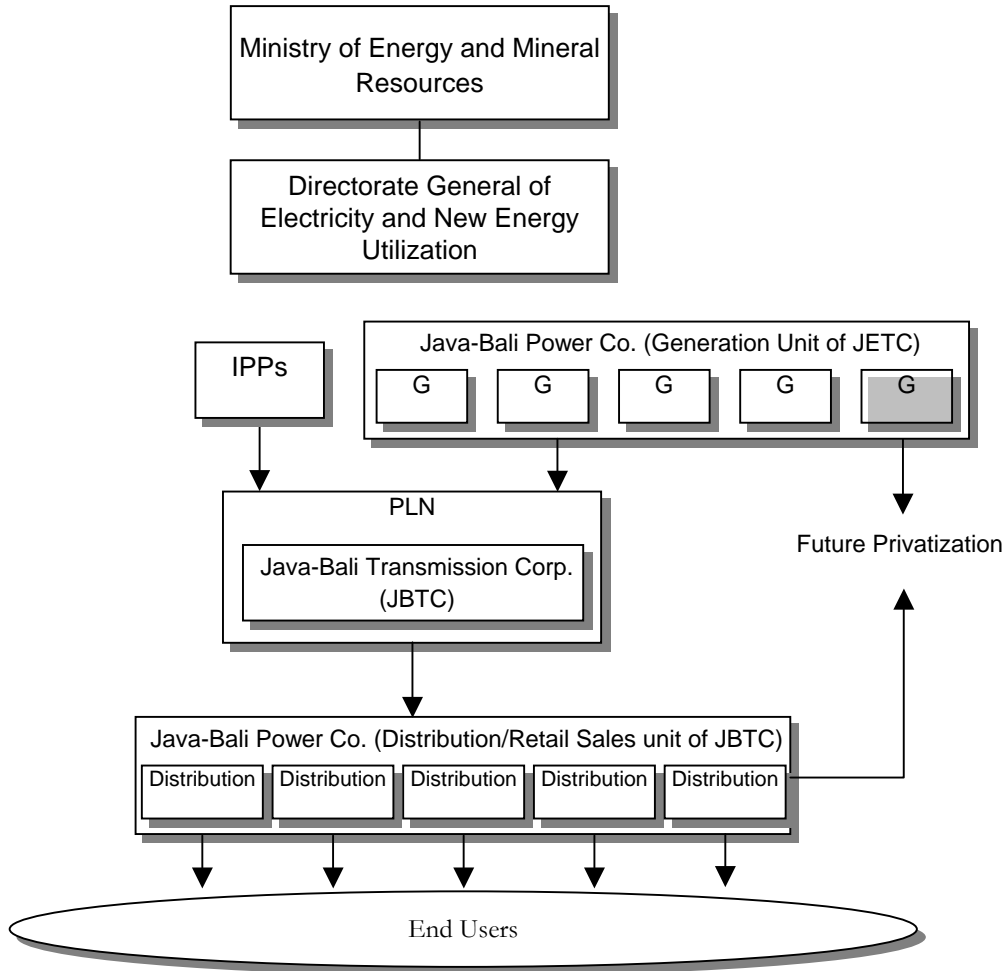 Ministry of Energy and Mineral
Resources
Directorate General of
Electricity and New Energy
Utilization
IPPs
Java-Bali Power Co. (Generation Unit of JETC)
G
G
G
G
G
PLN
Java-Bali Transmission Corp.
(JBTC)
Future Privatization
Java-Bali Power Co. (Distribution/Retail Sales unit of JBTC)
Distribution
Distribution
Distribution
Distribution
Distribution
End Users